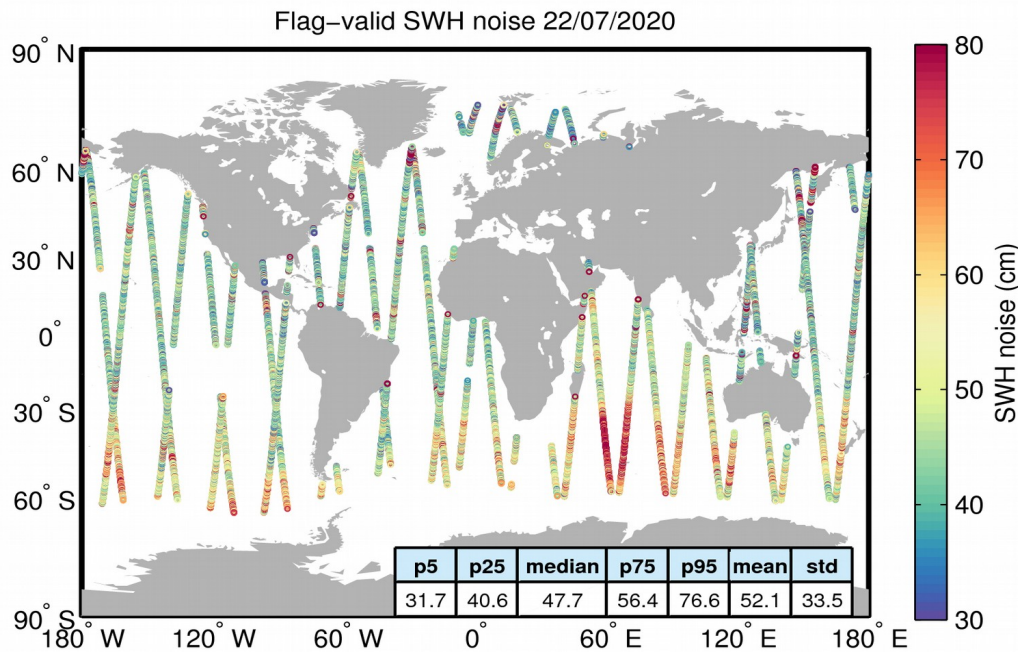 Flag−valid SWH noise 22/07/2020
90° N
60° N
30° N
0°
30° S
60° S
90° S
180° W
120° W
60° W
0°
60° E
120° E
180° E
p5 p25 median p75 p95 mean std
31.7 40.6 47.7 56.4 76.6 52.1 33.5
80
70
60
50
40
30
SWH noise (cm)